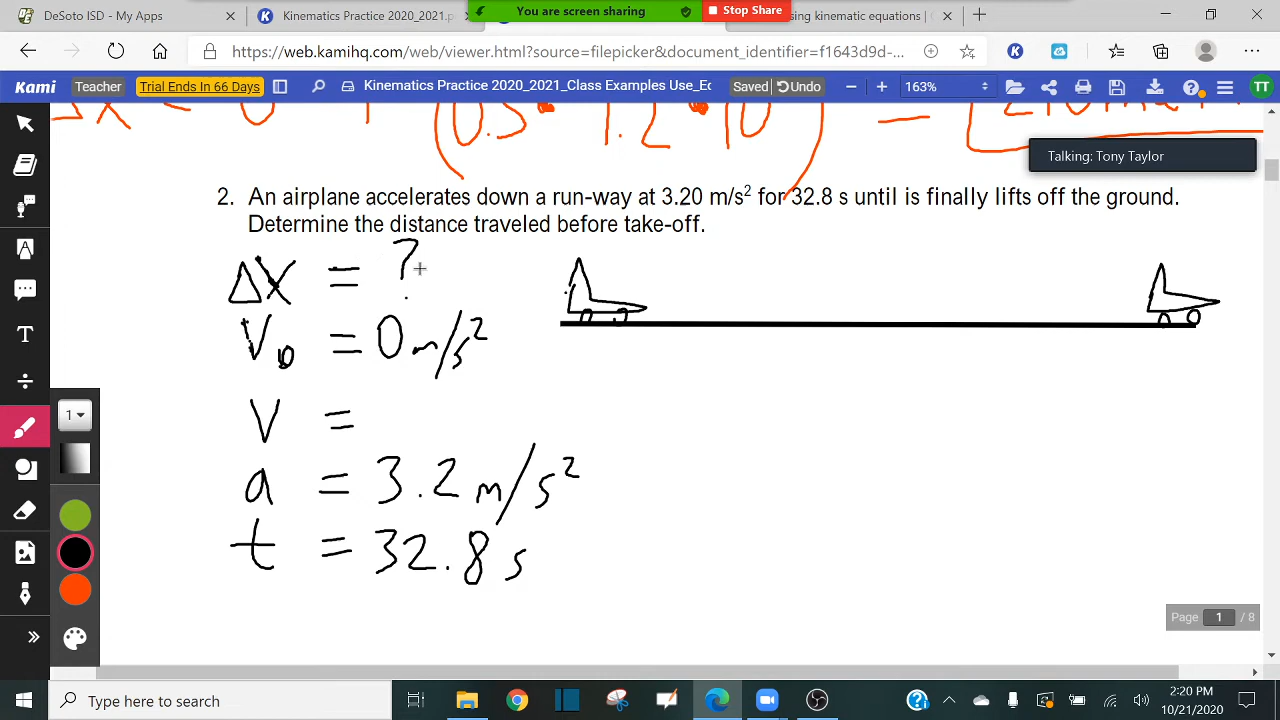 Dashboard - My Apps
Kinematics Practice 2020_2021.p
You are screen sharing
Stop Share
sing kinematic equations (
https://web.kamihq.com/web/viewer.html?source=filepicker&document_identifier=f1643d9d-...
Kami
Teacher
Trial Ends In 66 Days
Kinematics Practice 2020_2021_Class Examples Use_Ec
Saved
Undo
163%
TT
Talking: Tony Taylor
2. An airplane accelerates down a run-way at 3.20 m/s² for 32.8 s until is finally lifts off the ground.
Determine the distance traveled before take-off.
Δx = ?
V₀ = 0 m/s²
V =
a = 3.2 m/s²
t = 32.8 s
1
Page 1 / 8
Type here to search
2:20 PM
10/21/2020